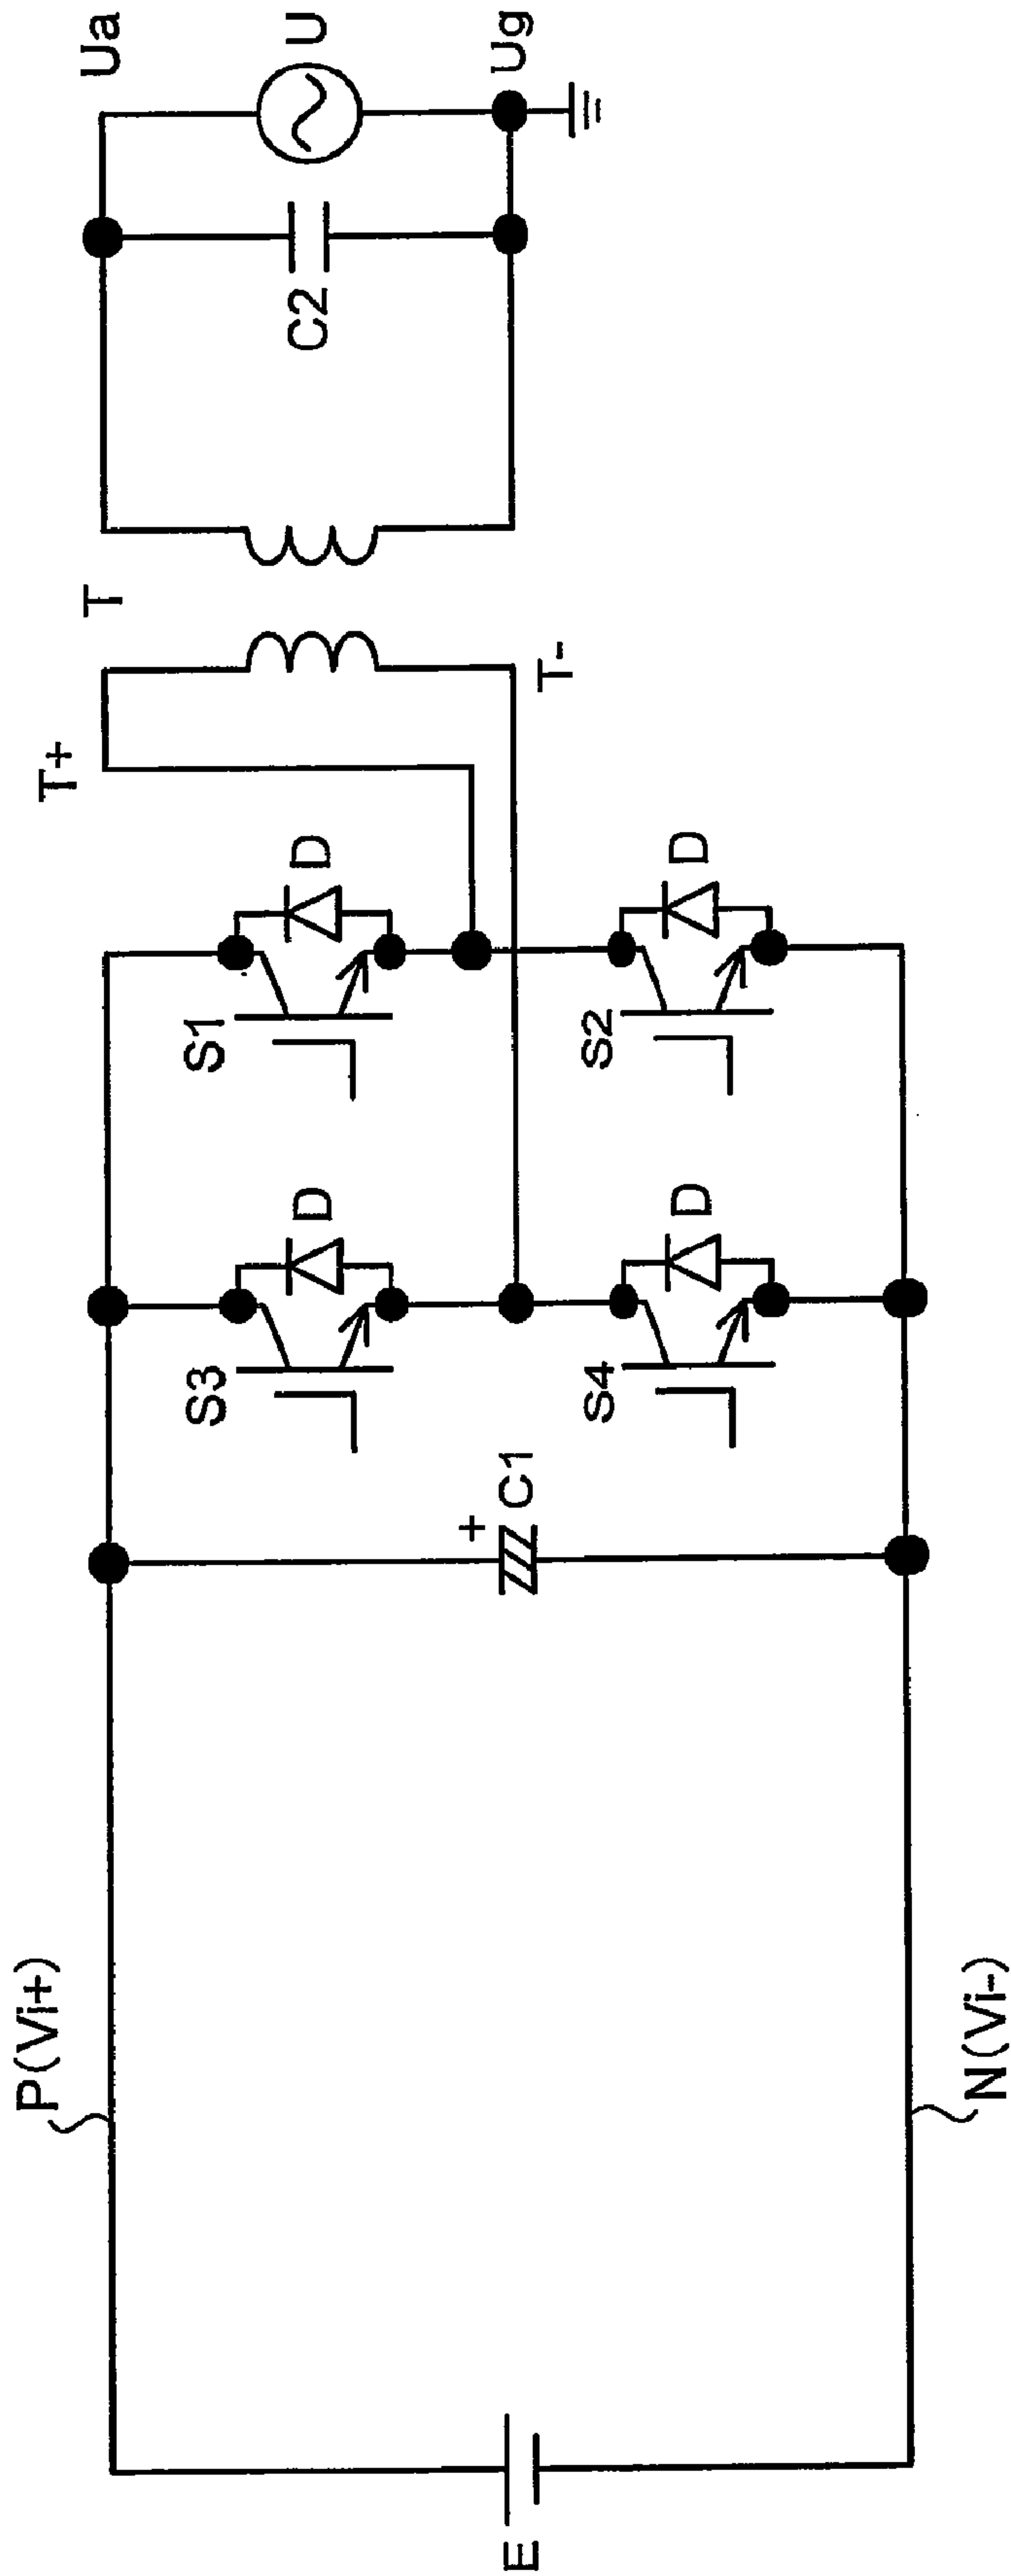 P(Vi+)
N(Vi-)
E
+
C1
S3
D
S4
D
S1
D
S2
D
T+
T
T-
C2
Ua
U
Ug